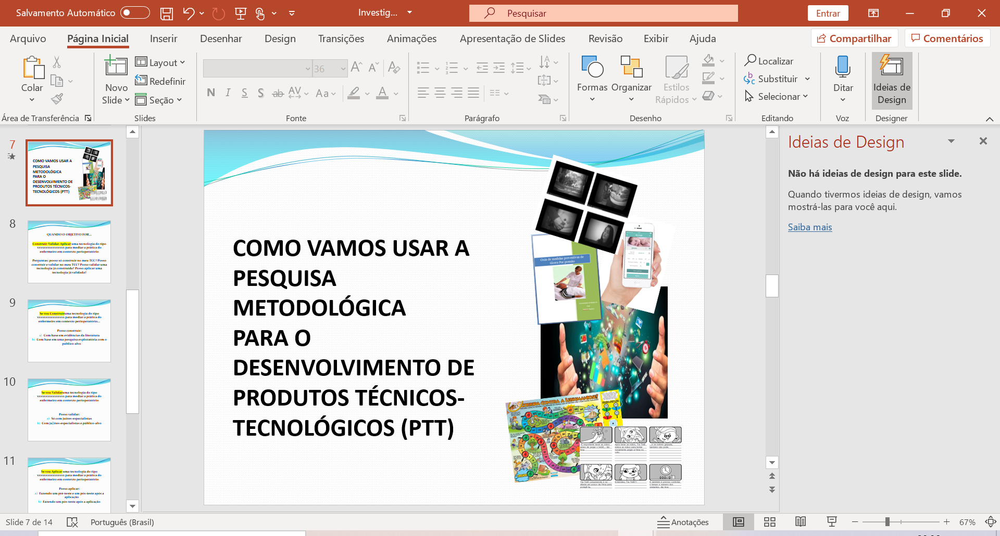 Salvamento Automático
Investig...
Pesquisar
Entrar
Arquivo
Página Inicial
Inserir
Desenhar
Design
Transições
Animações
Apresentação de Slides
Revisão
Exibir
Ajuda
Compartilhar
Comentários
Colar
Novo
Slide
Layout
Redefinir
Seção
36
N I S S ab AV Aa A
Formas
Organizar
Estilos
Rápidos
Localizar
Substituir
Selecionar
Ditar
Ideias de
Design
Área de Transferência
Slides
Fonte
Parágrafo
Desenho
Editando
Voz
Designer
7
COMO VAMOS USAR A
PESQUISA
METODOLÓGICA
PARA O
DESENVOLVIMENTO DE
PRODUTOS TÉCNICOS-
TECNOLÓGICOS (PTT)
8
QUANDO O OBJETIVO FOR...
Construir-Validar-Aplicar uma tecnologia do tipo
xxxxxxxxxxxxxxxx para mediar a prática do
enfermeiro em contexto perioperatório
Perguntas: posso só construir no meu TCC? Posso
construir e validar no meu TCC? Posso validar uma
tecnologia já construída? Posso aplicar uma
tecnologia já validada?
9
Se vou Construir uma tecnologia do tipo
xxxxxxxxxxxxxxxx para mediar a prática do
enfermeiro em contexto perioperatório...
Posso construir:
a) Com base em evidências da literatura
b) Com base em uma pesquisa exploratória com o
público-alvo
10
Se vou Validar uma tecnologia do tipo
xxxxxxxxxxxxxxxx para mediar a prática do
enfermeiro em contexto perioperatório
Posso validar:
a) Só com juízes-especialistas
b) Com juízes-especialistas e público-alvo
11
Se vou Aplicar uma tecnologia do tipo
xxxxxxxxxxxxxxxx para mediar a prática do
enfermeiro em contexto perioperatório
Posso aplicar:
a) Fazendo um pré-teste e um pós-teste após a
aplicação
b) Fazendo um pós-teste após a aplicação
COMO VAMOS USAR A
PESQUISA
METODOLÓGICA
PARA O
DESENVOLVIMENTO DE
PRODUTOS TÉCNICOS-
TECNOLÓGICOS (PTT)
Guia de medidas preventivas de
úlcera Por pressão
CORRIDA CONTRA A LEISHMANIOSE!
Ideias de Design
Não há ideias de design para este slide.
Quando tivermos ideias de design, vamos
mostrá-las para você aqui.
Saiba mais
Slide 7 de 14
Português (Brasil)
Anotações
67%